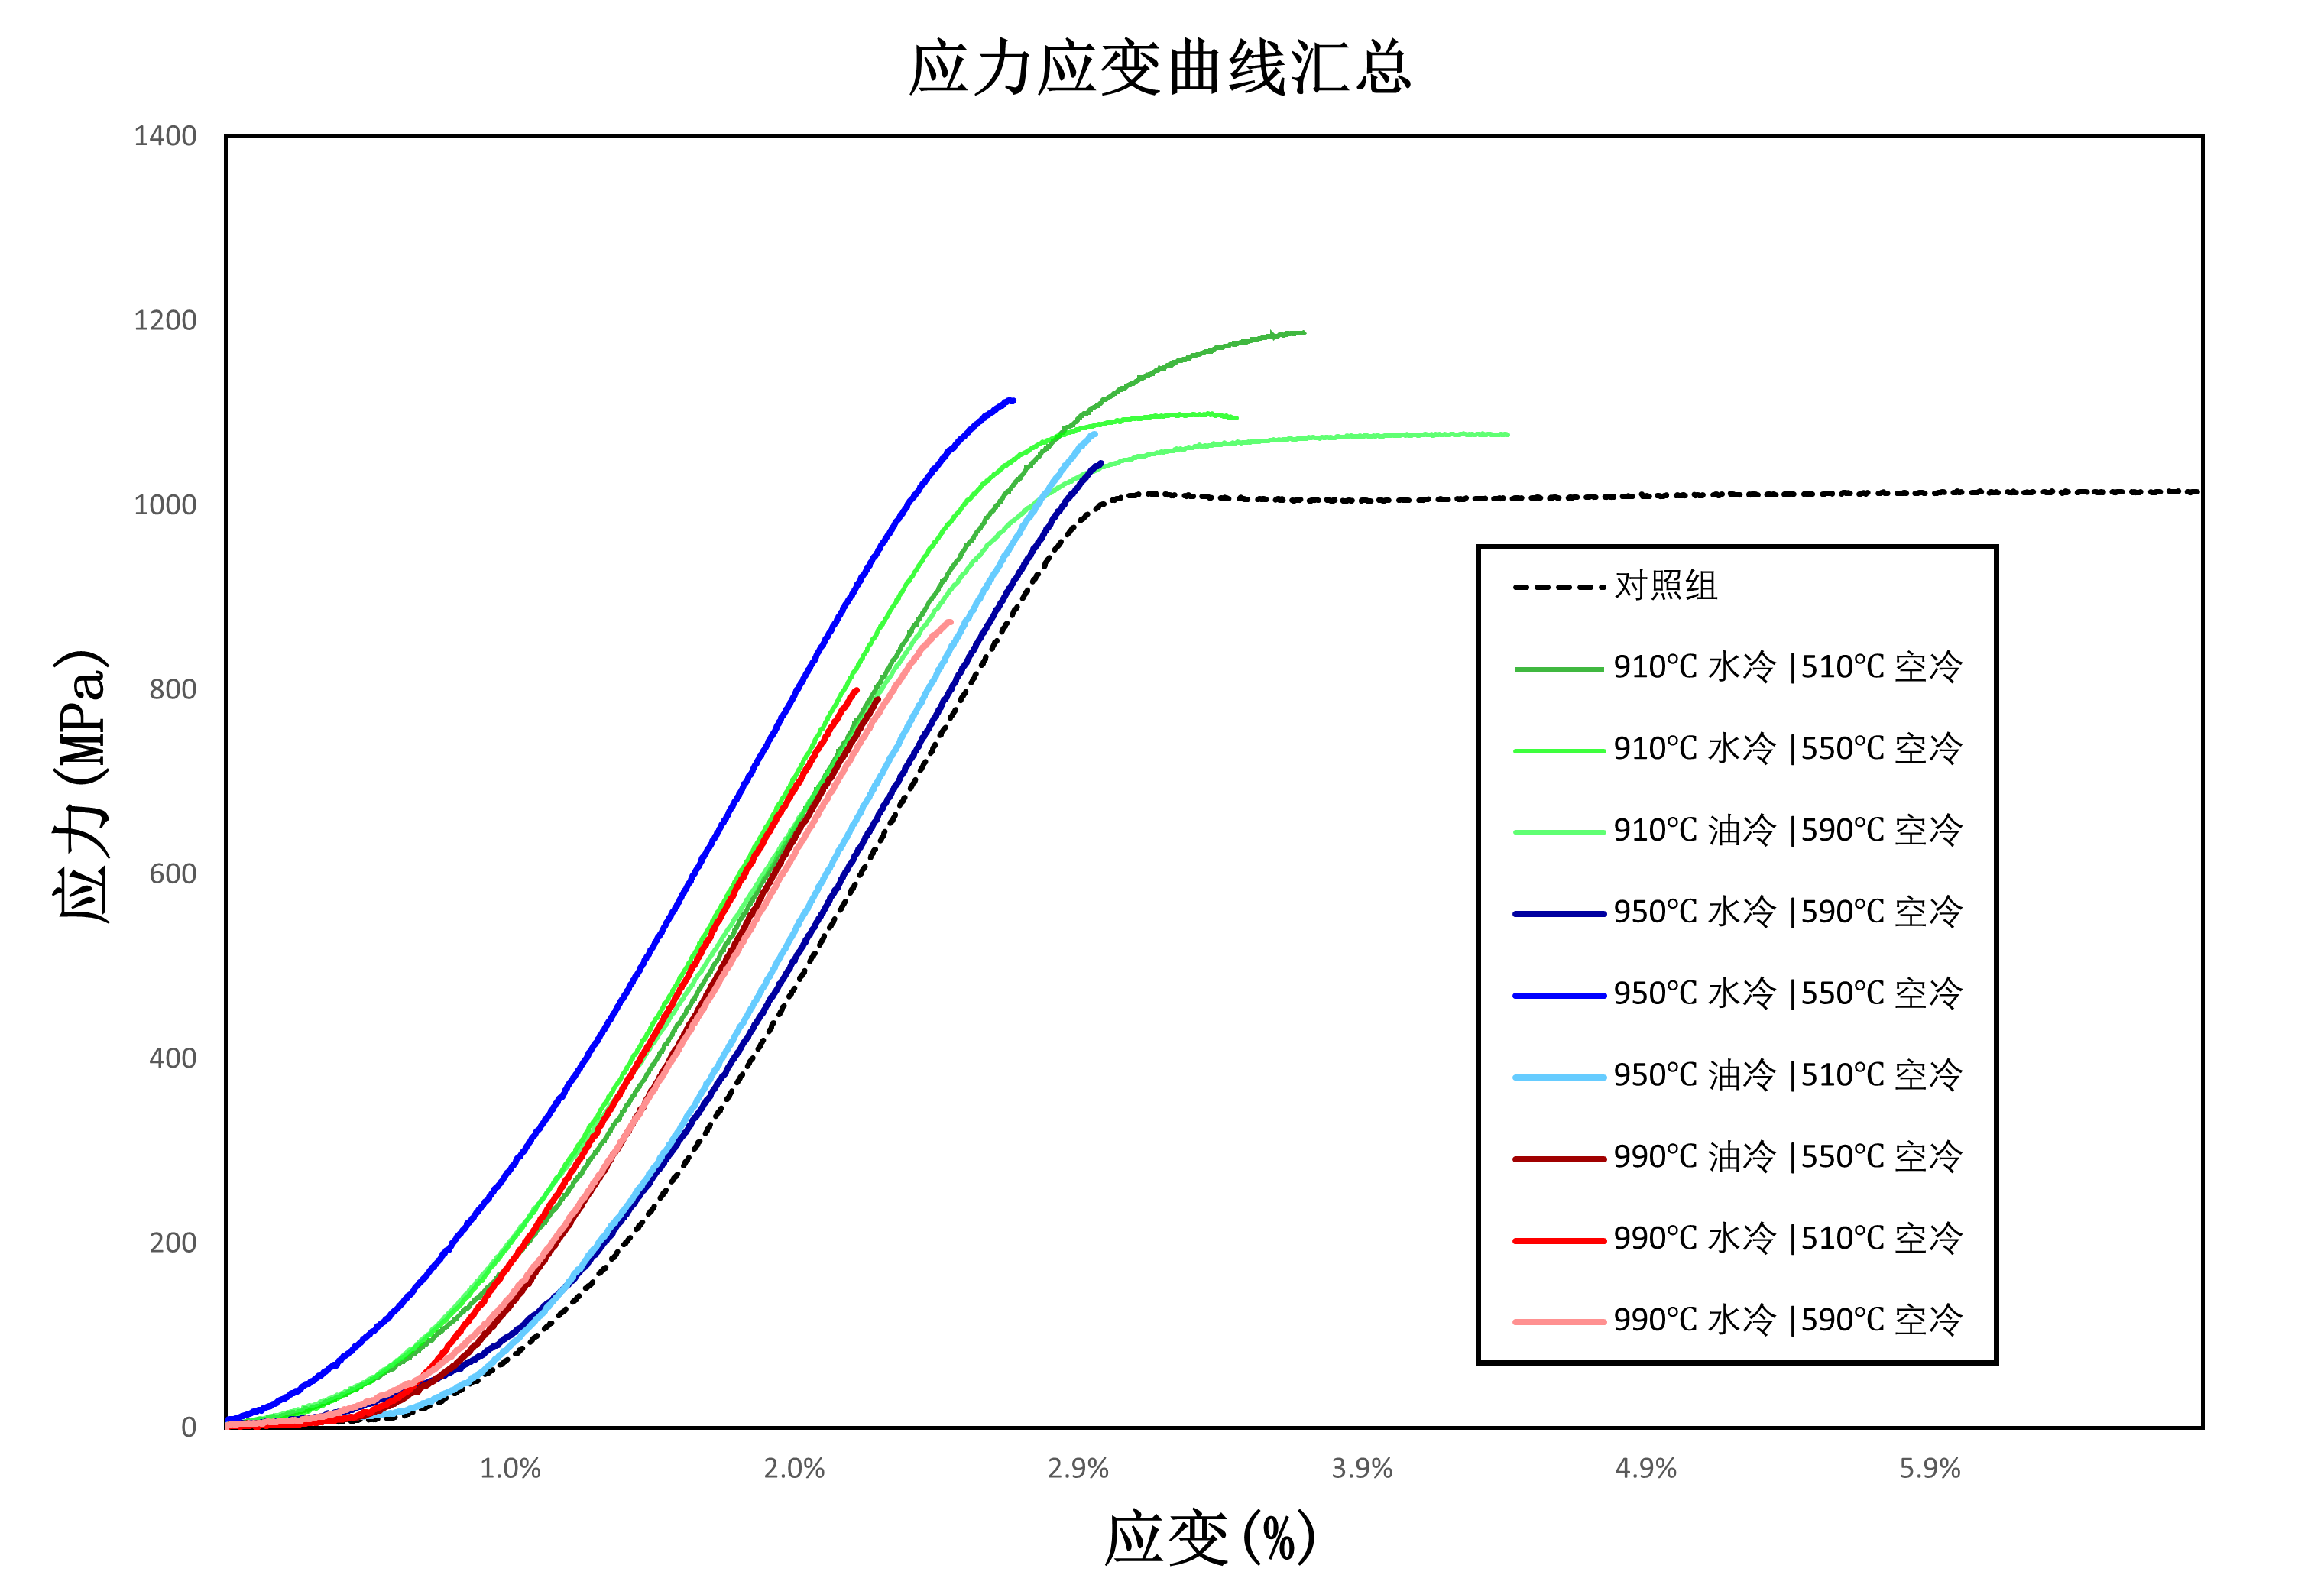 应力应变曲线汇总
1400
1200
1000
800
600
400
200
0
应力(MPa)
对照组
910℃ 水冷 |510℃ 空冷
910℃ 水冷 |550℃ 空冷
910℃ 油冷 |590℃ 空冷
950℃ 水冷 |590℃ 空冷
950℃ 水冷 |550℃ 空冷
950℃ 油冷 |510℃ 空冷
990℃ 油冷 |550℃ 空冷
990℃ 水冷 |510℃ 空冷
990℃ 水冷 |590℃ 空冷
1.0% 2.0% 2.9% 3.9% 4.9% 5.9%
应变(%)